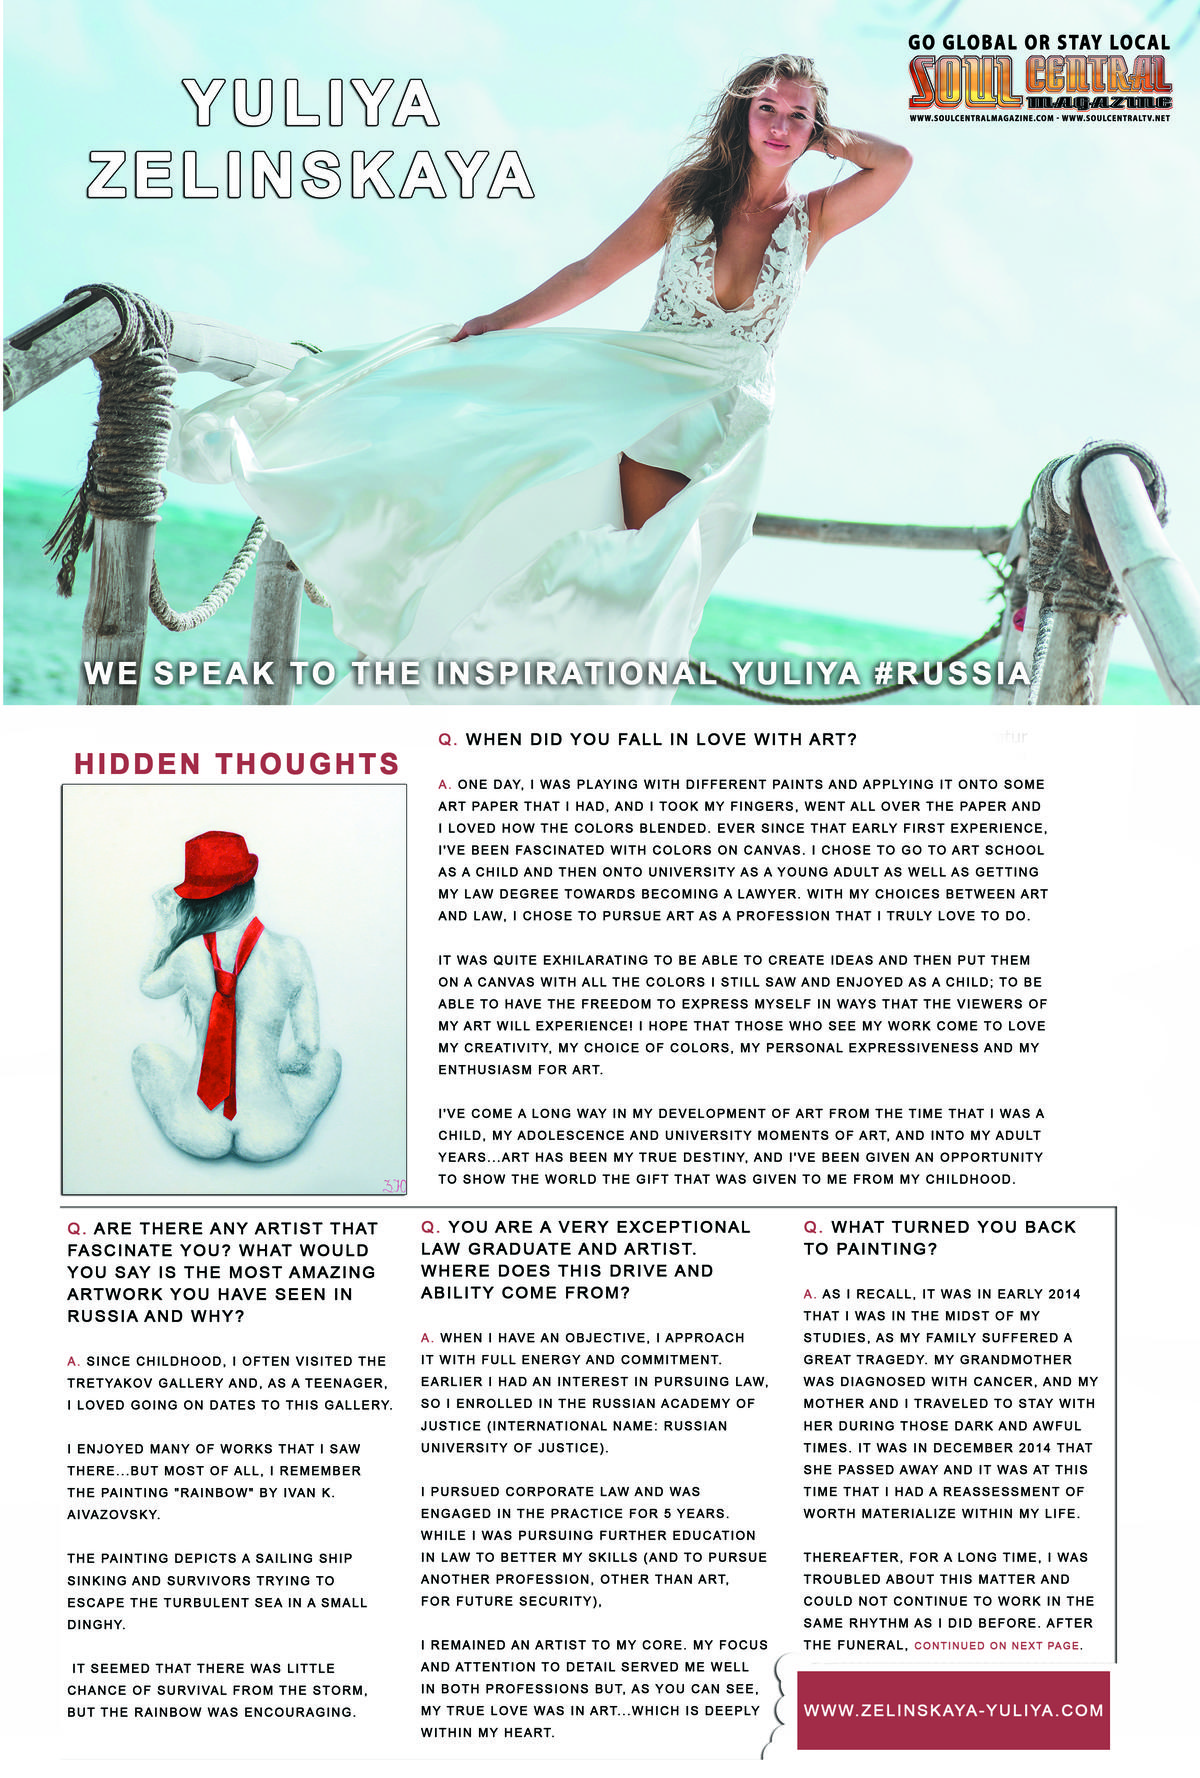 GO GLOBAL OR STAY LOCAL
SOUL CENTRAL
MAGAZINE
WWW.SOULCENTRALMAGAZINE.COM - WWW.SOULCENTRALTV.NET
YULIYA
ZELINSKAYA
WE SPEAK TO THE INSPIRATIONAL YULIYA #RUSSIA
HIDDEN THOUGHTS
Q. WHEN DID YOU FALL IN LOVE WITH ART?
A. ONE DAY, I WAS PLAYING WITH DIFFERENT PAINTS AND APPLYING IT ONTO SOME
ART PAPER THAT I HAD, AND I TOOK MY FINGERS, WENT ALL OVER THE PAPER AND
I LOVED HOW THE COLORS BLENDED. EVER SINCE THAT EARLY FIRST EXPERIENCE,
I'VE BEEN FASCINATED WITH COLORS ON CANVAS. I CHOSE TO GO TO ART SCHOOL
AS A CHILD AND THEN ONTO UNIVERSITY AS A YOUNG ADULT AS WELL AS GETTING
MY LAW DEGREE TOWARDS BECOMING A LAWYER. WITH MY CHOICES BETWEEN ART
AND LAW, I CHOSE TO PURSUE ART AS A PROFESSION THAT I TRULY LOVE TO DO.
IT WAS QUITE EXHILARATING TO BE ABLE TO CREATE IDEAS AND THEN PUT THEM
ON A CANVAS WITH ALL THE COLORS I STILL SAW AND ENJOYED AS A CHILD; TO BE
ABLE TO HAVE THE FREEDOM TO EXPRESS MYSELF IN WAYS THAT THE VIEWERS OF
MY ART WILL EXPERIENCE! I HOPE THAT THOSE WHO SEE MY WORK COME TO LOVE
MY CREATIVITY, MY CHOICE OF COLORS, MY PERSONAL EXPRESSIVENESS AND MY
ENTHUSIASM FOR ART.
I'VE COME A LONG WAY IN MY DEVELOPMENT OF ART FROM THE TIME THAT I WAS A
CHILD, MY ADOLESCENCE AND UNIVERSITY MOMENTS OF ART, AND INTO MY ADULT
YEARS...ART HAS BEEN MY TRUE DESTINY, AND I'VE BEEN GIVEN AN OPPORTUNITY
TO SHOW THE WORLD THE GIFT THAT WAS GIVEN TO ME FROM MY CHILDHOOD.
Q. ARE THERE ANY ARTIST THAT
FASCINATE YOU? WHAT WOULD
YOU SAY IS THE MOST AMAZING
ARTWORK YOU HAVE SEEN IN
RUSSIA AND WHY?
A. SINCE CHILDHOOD, I OFTEN VISITED THE
TRETYAKOV GALLERY AND, AS A TEENAGER,
I LOVED GOING ON DATES TO THIS GALLERY.
I ENJOYED MANY OF WORKS THAT I SAW
THERE...BUT MOST OF ALL, I REMEMBER
THE PAINTING "RAINBOW" BY IVAN K.
AIVAZOVSKY.
THE PAINTING DEPICTS A SAILING SHIP
SINKING AND SURVIVORS TRYING TO
ESCAPE THE TURBULENT SEA IN A SMALL
DINGHY.
IT SEEMED THAT THERE WAS LITTLE
CHANCE OF SURVIVAL FROM THE STORM,
BUT THE RAINBOW WAS ENCOURAGING.
Q. YOU ARE A VERY EXCEPTIONAL
LAW GRADUATE AND ARTIST.
WHERE DOES THIS DRIVE AND
ABILITY COME FROM?
A. WHEN I HAVE AN OBJECTIVE, I APPROACH
IT WITH FULL ENERGY AND COMMITMENT.
EARLIER I HAD AN INTEREST IN PURSUING LAW,
SO I ENROLLED IN THE RUSSIAN ACADEMY OF
JUSTICE (INTERNATIONAL NAME: RUSSIAN
UNIVERSITY OF JUSTICE).
I PURSUED CORPORATE LAW AND WAS
ENGAGED IN THE PRACTICE FOR 5 YEARS.
WHILE I WAS PURSUING FURTHER EDUCATION
IN LAW TO BETTER MY SKILLS (AND TO PURSUE
ANOTHER PROFESSION, OTHER THAN ART,
FOR FUTURE SECURITY),
I REMAINED AN ARTIST TO MY CORE. MY FOCUS
AND ATTENTION TO DETAIL SERVED ME WELL
IN BOTH PROFESSIONS BUT, AS YOU CAN SEE,
MY TRUE LOVE WAS IN ART...WHICH IS DEEPLY
WITHIN MY HEART.
Q. WHAT TURNED YOU BACK
TO PAINTING?
A. AS I RECALL, IT WAS IN EARLY 2014
THAT I WAS IN THE MIDST OF MY
STUDIES, AS MY FAMILY SUFFERED A
GREAT TRAGEDY. MY GRANDMOTHER
WAS DIAGNOSED WITH CANCER, AND MY
MOTHER AND I TRAVELED TO STAY WITH
HER DURING THOSE DARK AND AWFUL
TIMES. IT WAS IN DECEMBER 2014 THAT
SHE PASSED AWAY AND IT WAS AT THIS
TIME THAT I HAD A REASSESSMENT OF
WORTH MATERIALIZE WITHIN MY LIFE.
THEREAFTER, FOR A LONG TIME, I WAS
TROUBLED ABOUT THIS MATTER AND
COULD NOT CONTINUE TO WORK IN THE
SAME RHYTHM AS I DID BEFORE. AFTER
THE FUNERAL, CONTINUED ON NEXT PAGE.
WWW.ZELINSKAYA-YULIYA.COM